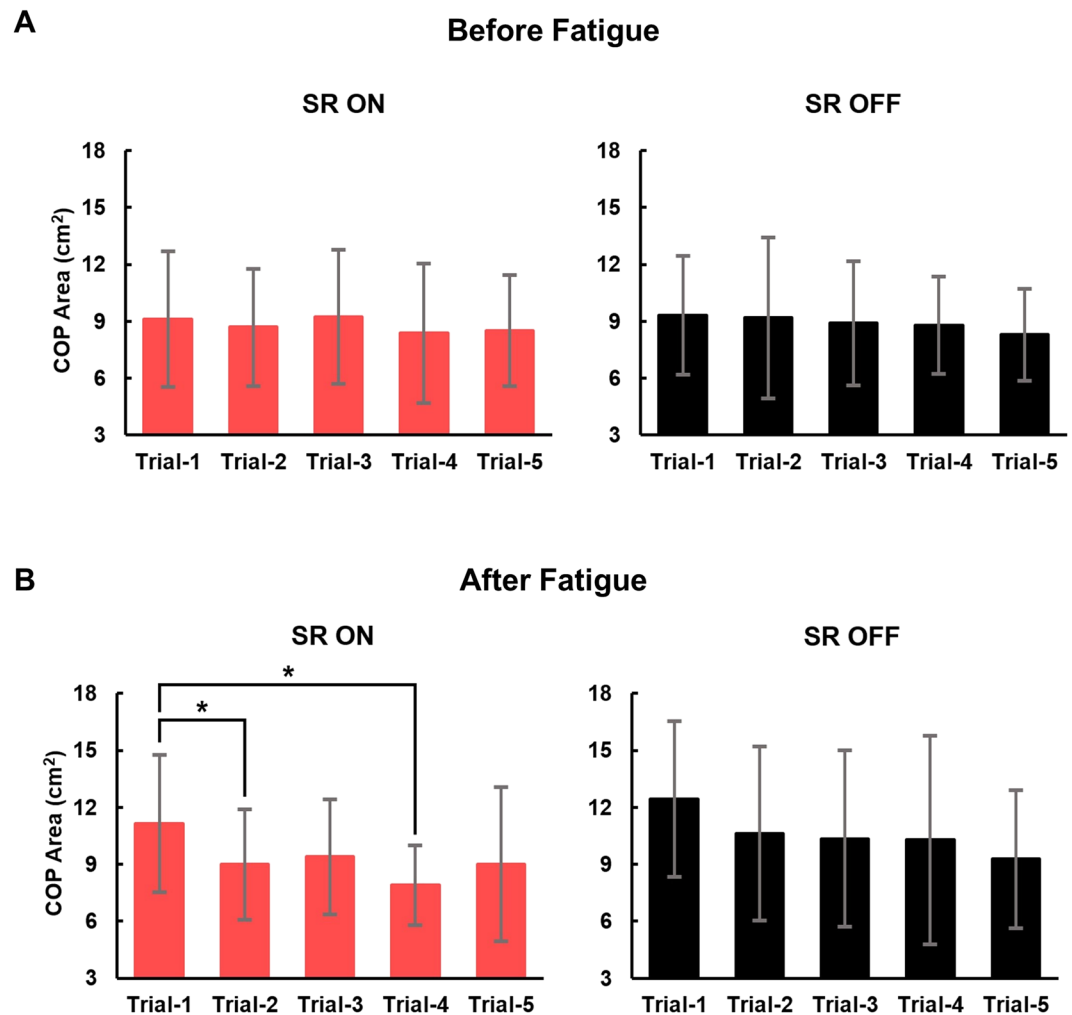 A
Before Fatigue
SR ON
SR OFF
COP Area (cm²)
18
15
12
9
6
3
Trial-1 Trial-2 Trial-3 Trial-4 Trial-5
18
15
12
9
6
3
Trial-1 Trial-2 Trial-3 Trial-4 Trial-5
B
After Fatigue
SR ON
SR OFF
COP Area (cm²)
18
15
12
9
6
3
*
*
Trial-1 Trial-2 Trial-3 Trial-4 Trial-5
18
15
12
9
6
3
Trial-1 Trial-2 Trial-3 Trial-4 Trial-5